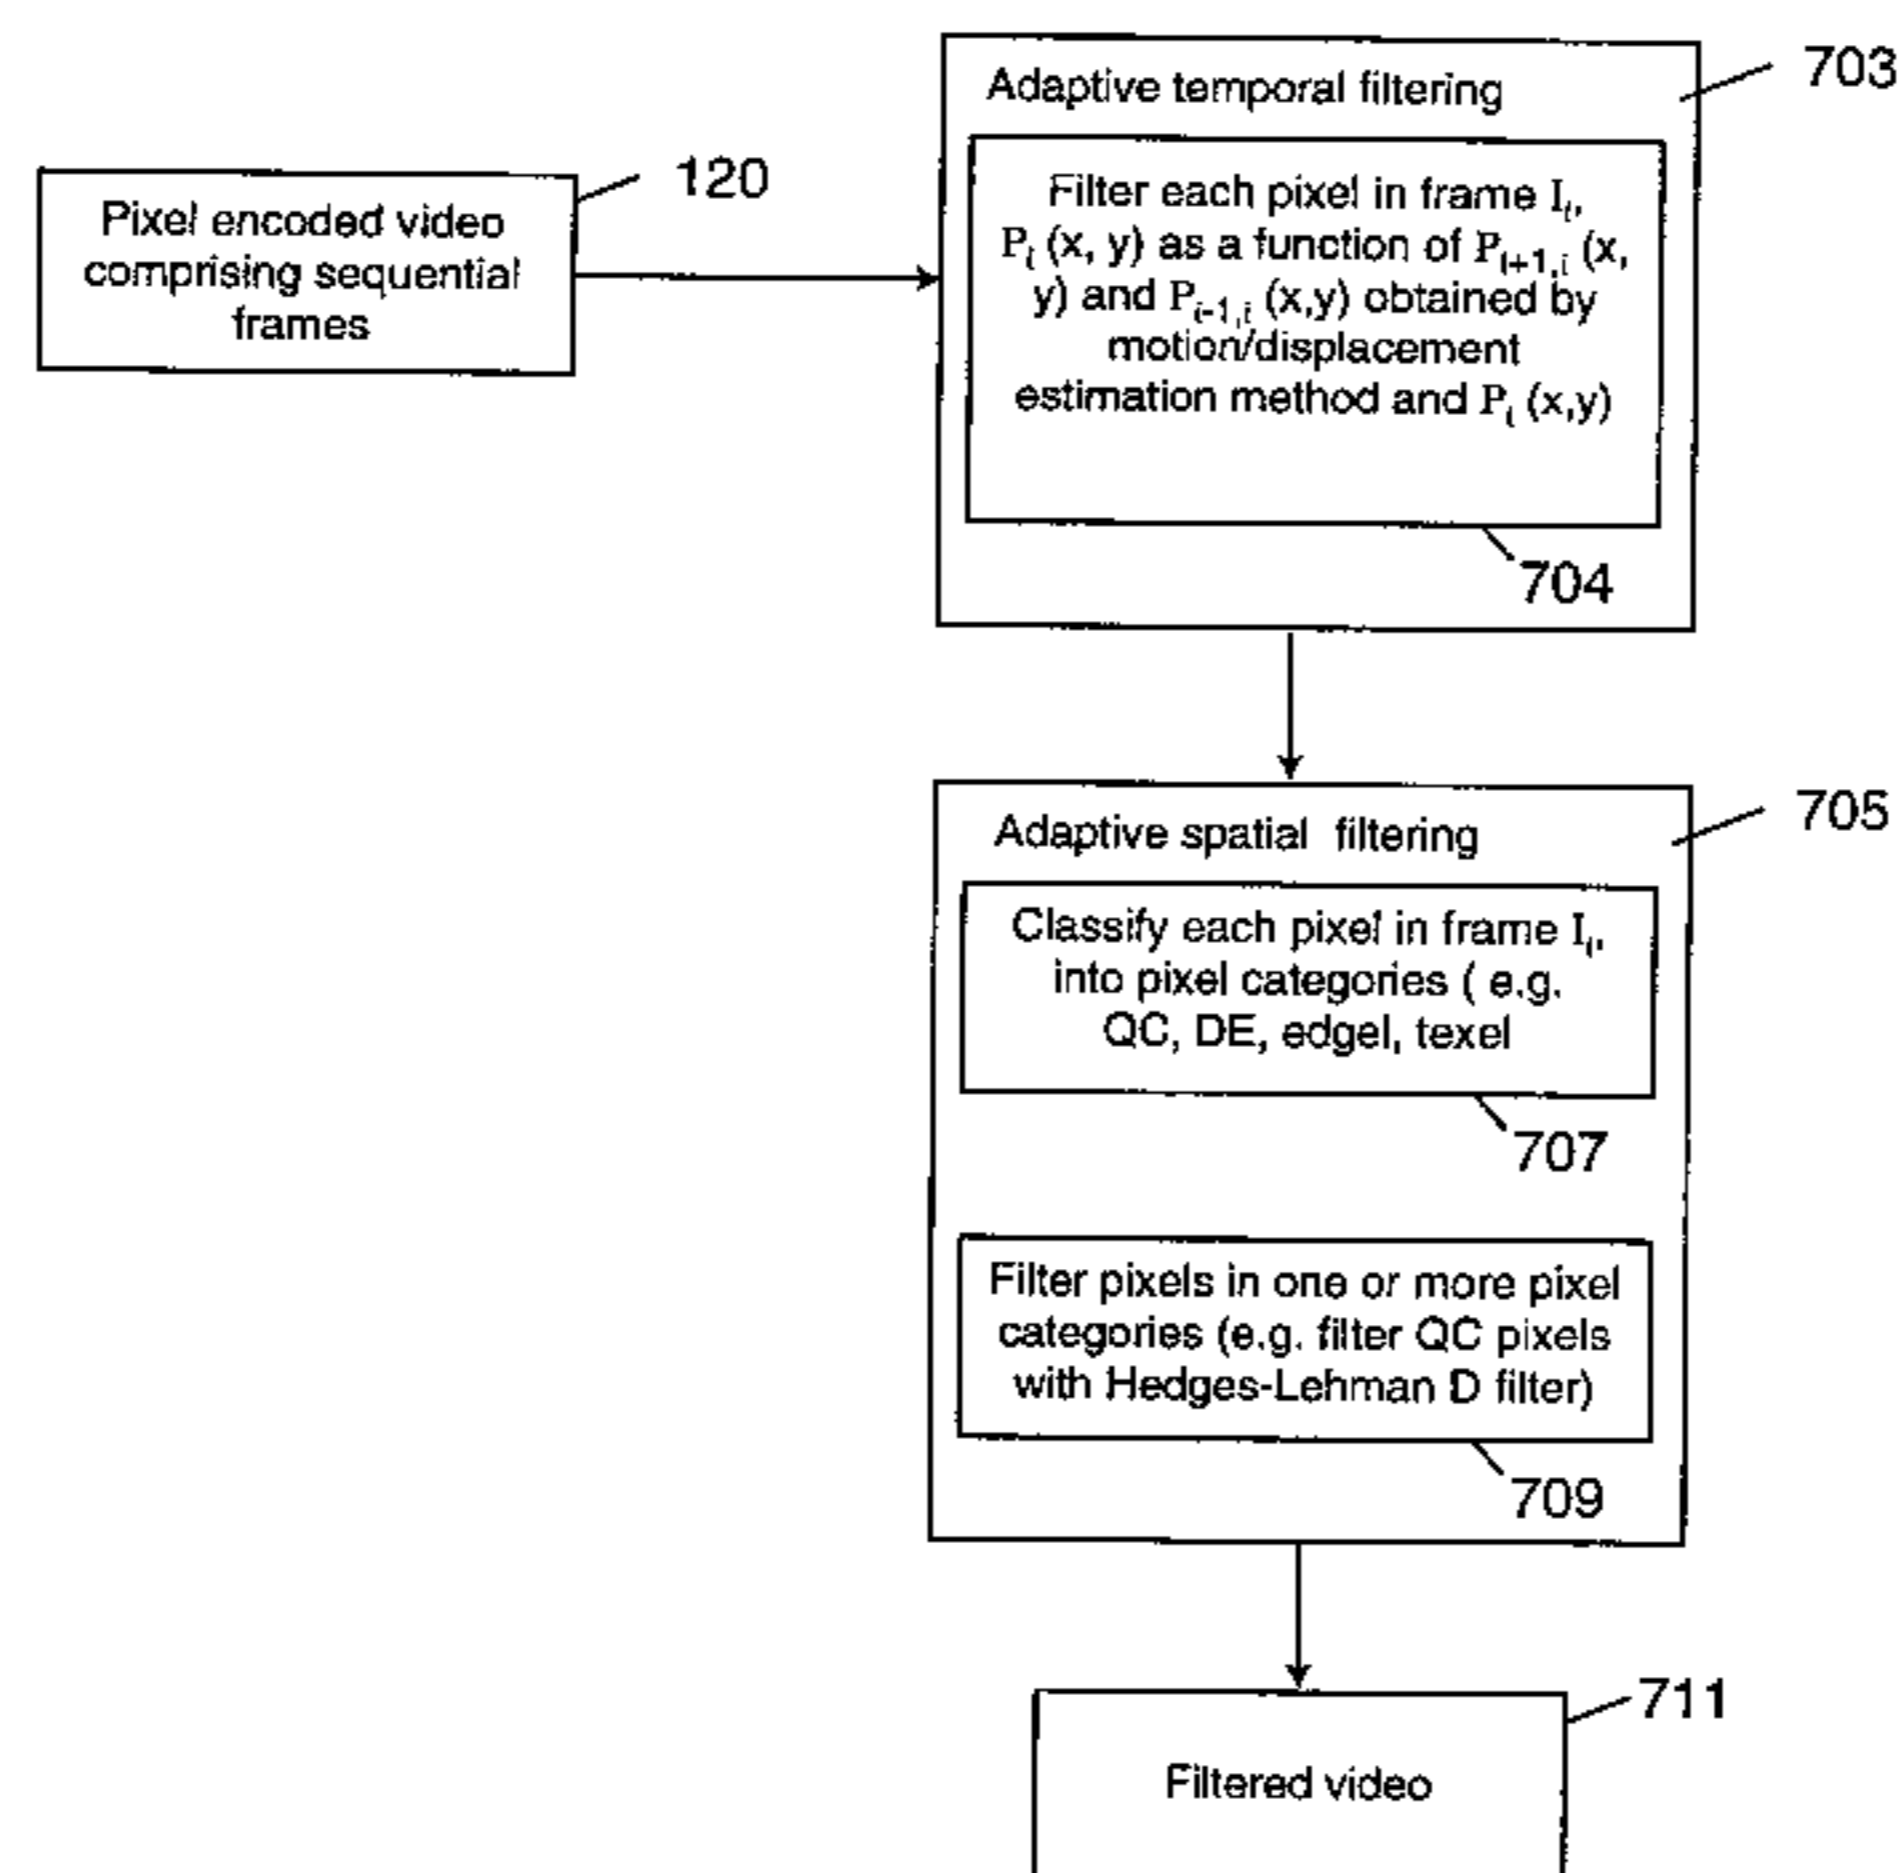 703
Adaptive temporal filtering
120
Pixel encoded video
comprising sequential
frames
Filter each pixel in frame Iᵢ,
Pᵢ (x, y) as a function of Pᵢ₊₁,ᵢ (x,
y) and Pᵢ₋₁,ᵢ (x,y) obtained by
motion/displacement
estimation method and Pᵢ (x,y)
704
705
Adaptive spatial filtering
Classify each pixel in frame Iᵢ,
into pixel categories ( e.g.
QC, DE, edgel, texel
707
Filter pixels in one or more pixel
categories (e.g. filter QC pixels
with Hedges-Lehman D filter)
709
711
Filtered video